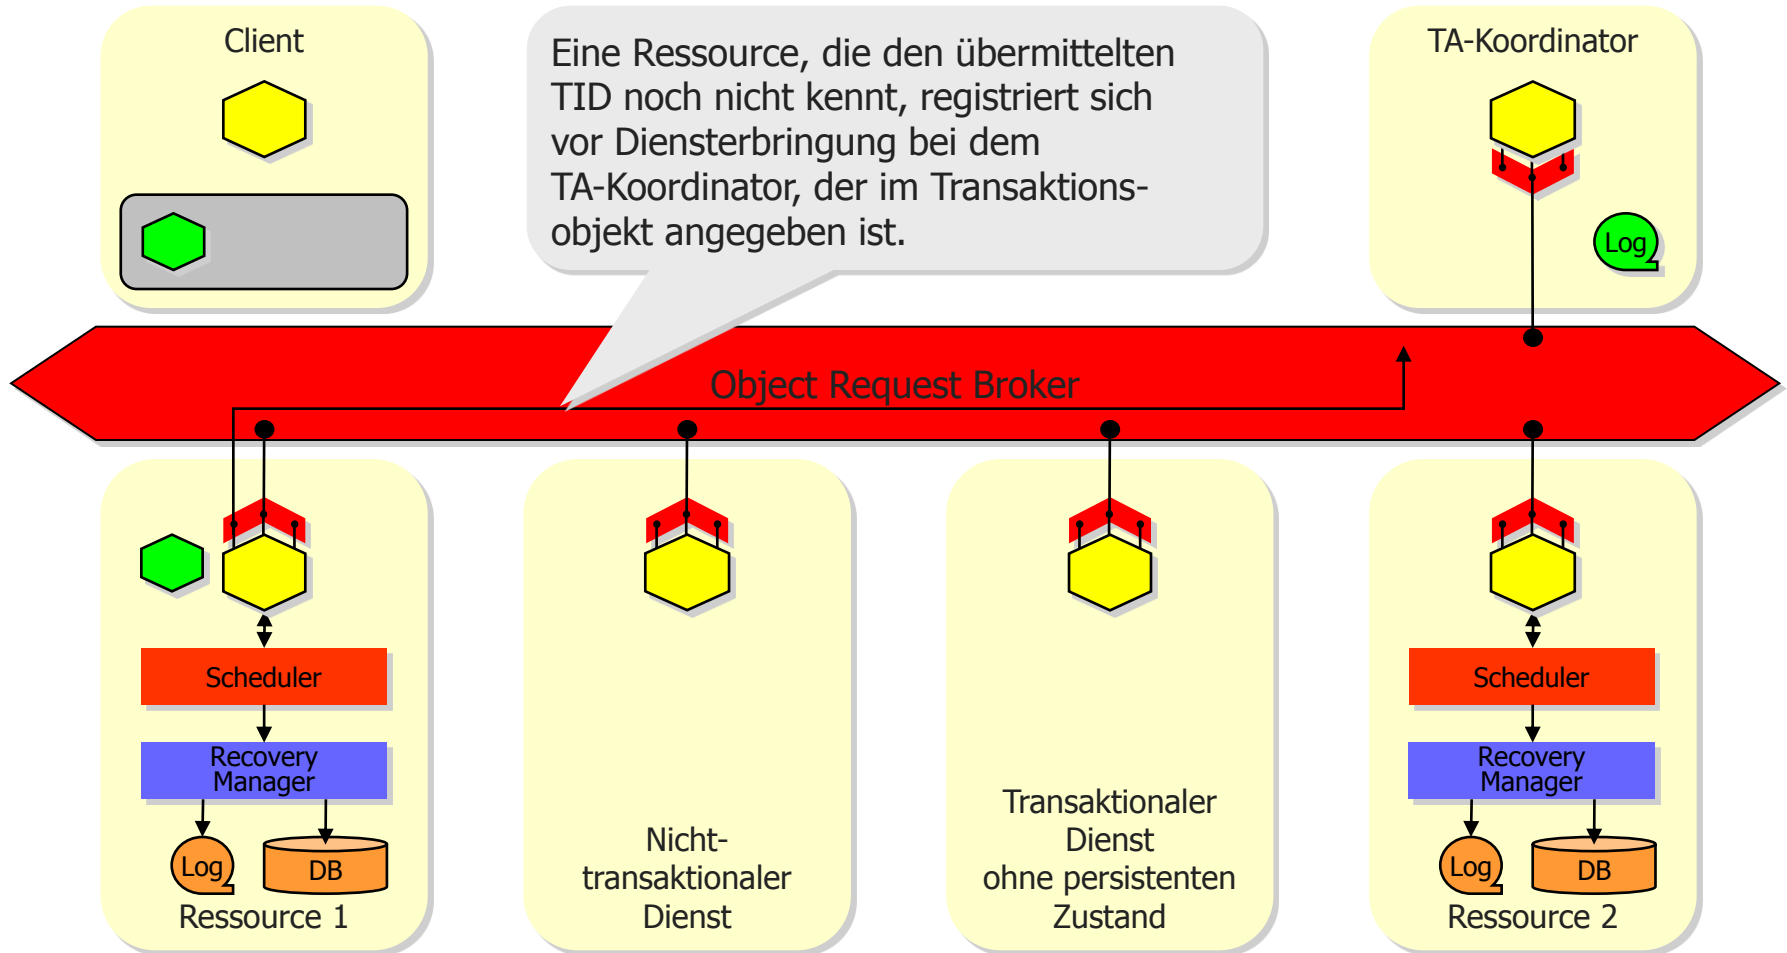 Client
Eine Ressource, die den übermittelten
TID noch nicht kennt, registriert sich
vor Diensterbringung bei dem
TA-Koordinator, der im Transaktions-
objekt angegeben ist.
TA-Koordinator
Log
Object Request Broker
Scheduler
Recovery
Manager
Log
DB
Ressource 1
Nicht-
transaktionaler
Dienst
Transaktionaler
Dienst
ohne persistenten
Zustand
Scheduler
Recovery
Manager
Log
DB
Ressource 2